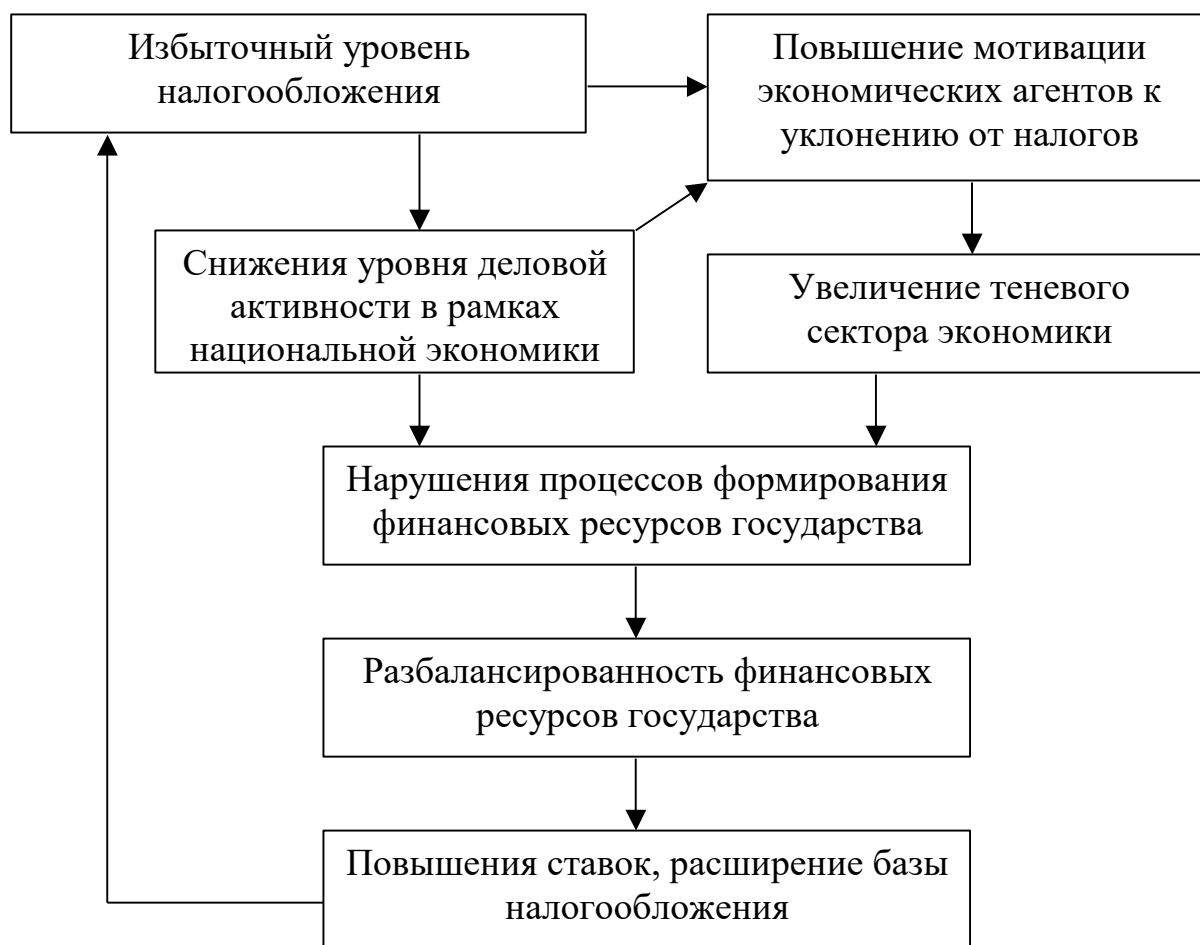 Избыточный уровень
налогообложения
Повышение мотивации
экономических агентов к
уклонению от налогов
Снижения уровня деловой
активности в рамках
национальной экономики
Увеличение теневого
сектора экономики
Нарушения процессов формирования
финансовых ресурсов государства
Разбалансированность финансовых
ресурсов государства
Повышения ставок, расширение базы
налогообложения